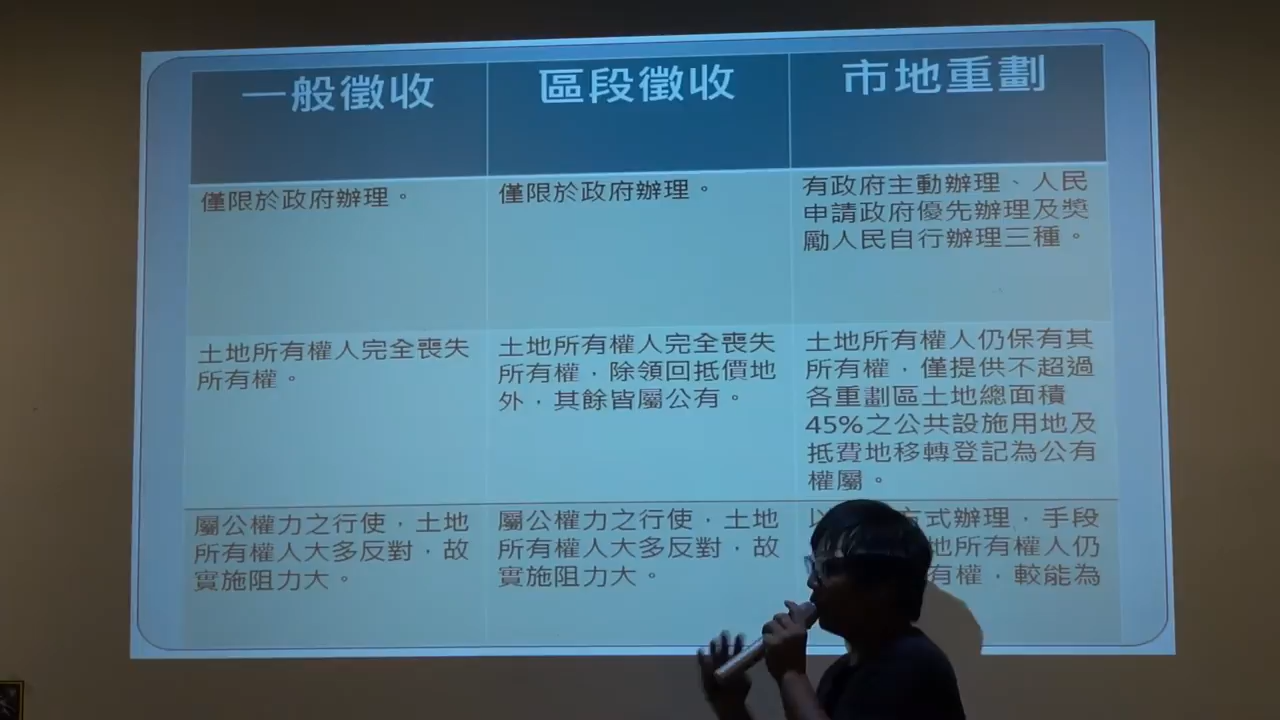 一般徵收
區段徵收
市地重劃
僅限於政府辦理。
僅限於政府辦理。
有政府主動辦理、人民
申請政府優先辦理及獎
勵人民自行辦理三種。
土地所有權人完全喪失
所有權。
土地所有權人完全喪失
所有權，除領回抵價地
外，其餘皆屬公有。
土地所有權人仍保有其
所有權，僅提供不超過
各重劃區土地總面積
45%之公共設施用地及
抵費地移轉登記為公有
權屬。
屬公權力之行使，土地
所有權人大多反對，故
實施阻力大。
屬公權力之行使，土地
所有權人大多反對，故
實施阻力大。
以 方式辦理，手段
地所有權人仍
有權，較能為